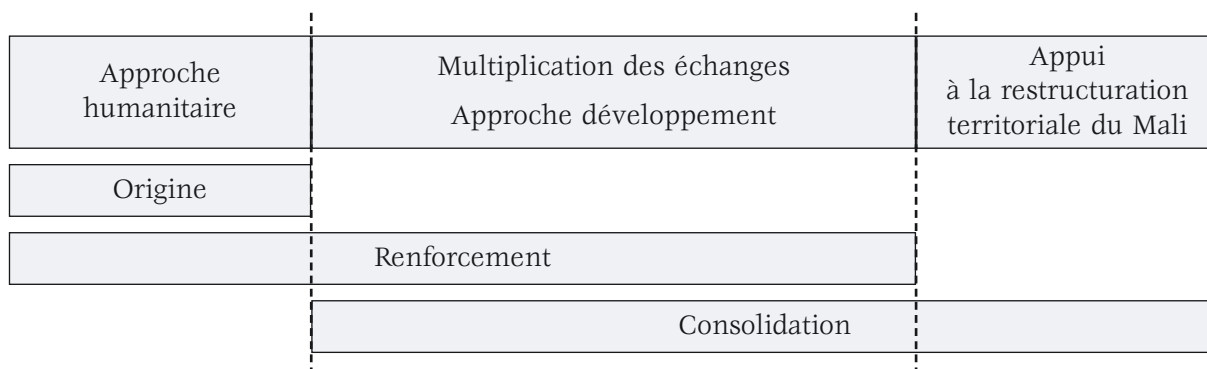 Approche
humanitaire
Multiplication des échanges
Approche développement
Appui
à la restructuration
territoriale du Mali
Origine
Renforcement
Consolidation